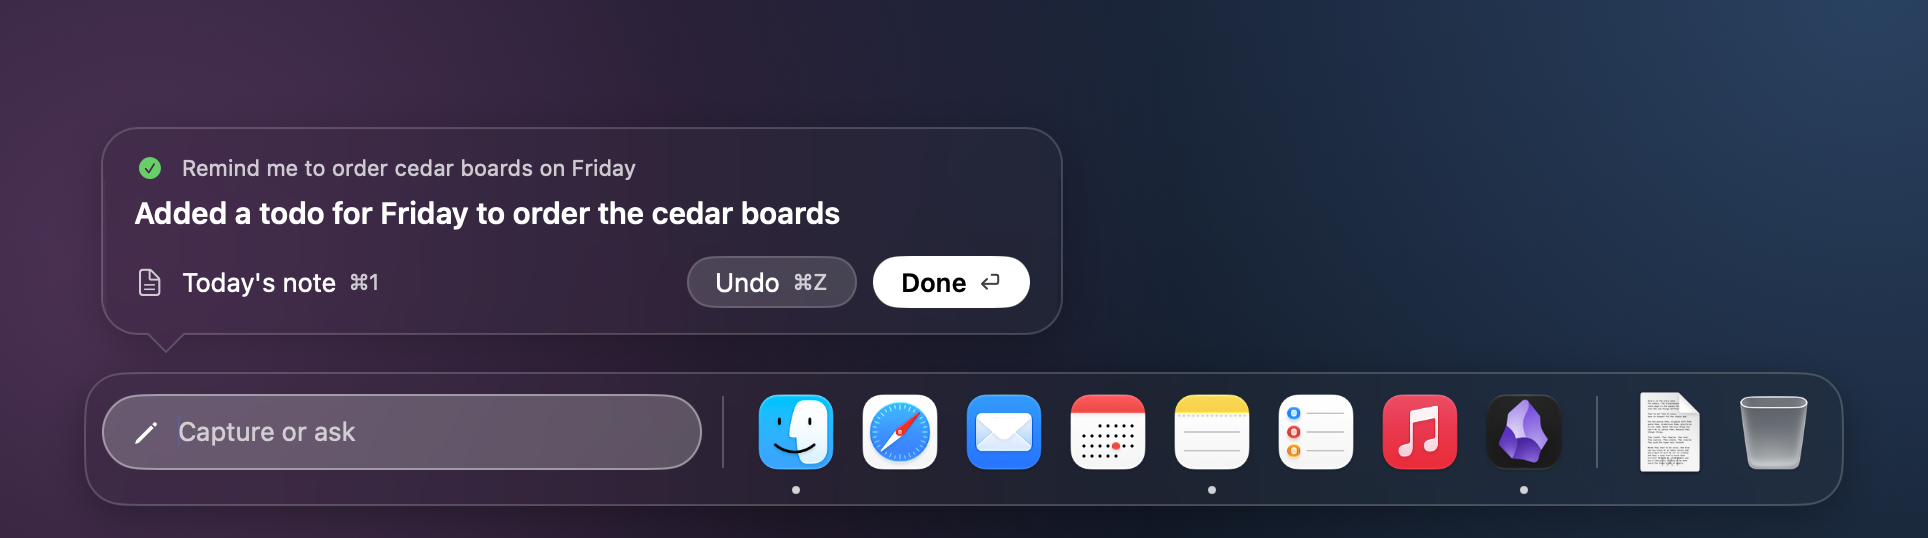 Remind me to order cedar boards on Friday
Added a todo for Friday to order the cedar boards
Today's note ⌘1
Undo ⌘Z
Done
Capture or ask